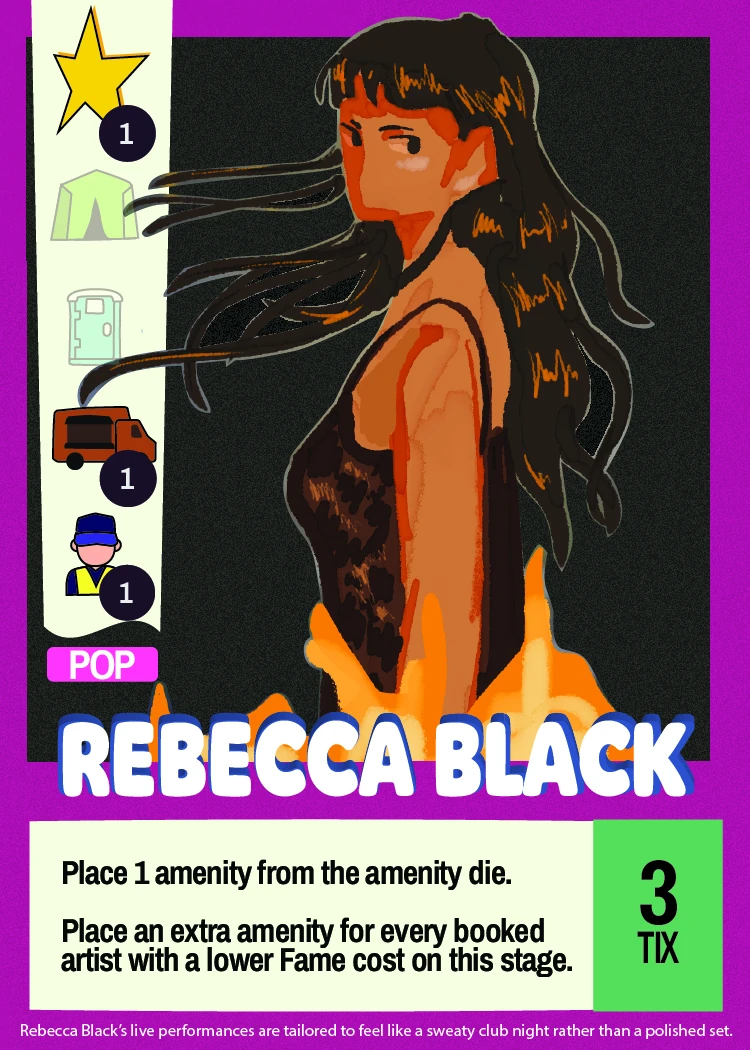 1
1
1
POP
REBECCA BLACK
Place 1 amenity from the amenity die.
Place an extra amenity for every booked
artist with a lower Fame cost on this stage.
3
TIX
Rebecca Black's live performances are tailored to feel like a sweaty club night rather than a polished set.